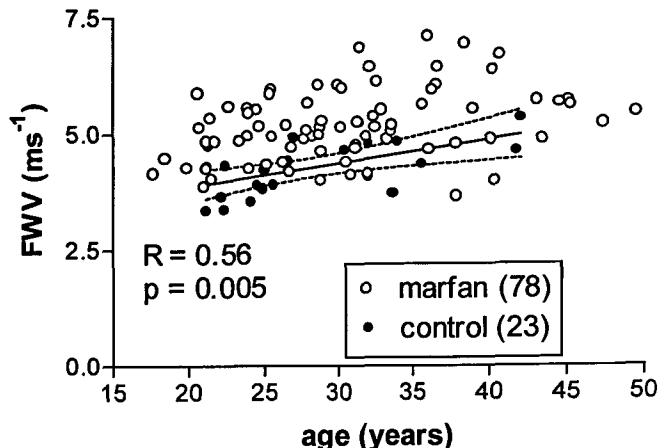 7.5
5.0
2.5
0.0
FWV (ms⁻¹)
R = 0.56
p = 0.005
marfan (78)
control (23)
15 20 25 30 35 40 45 50
age (years)